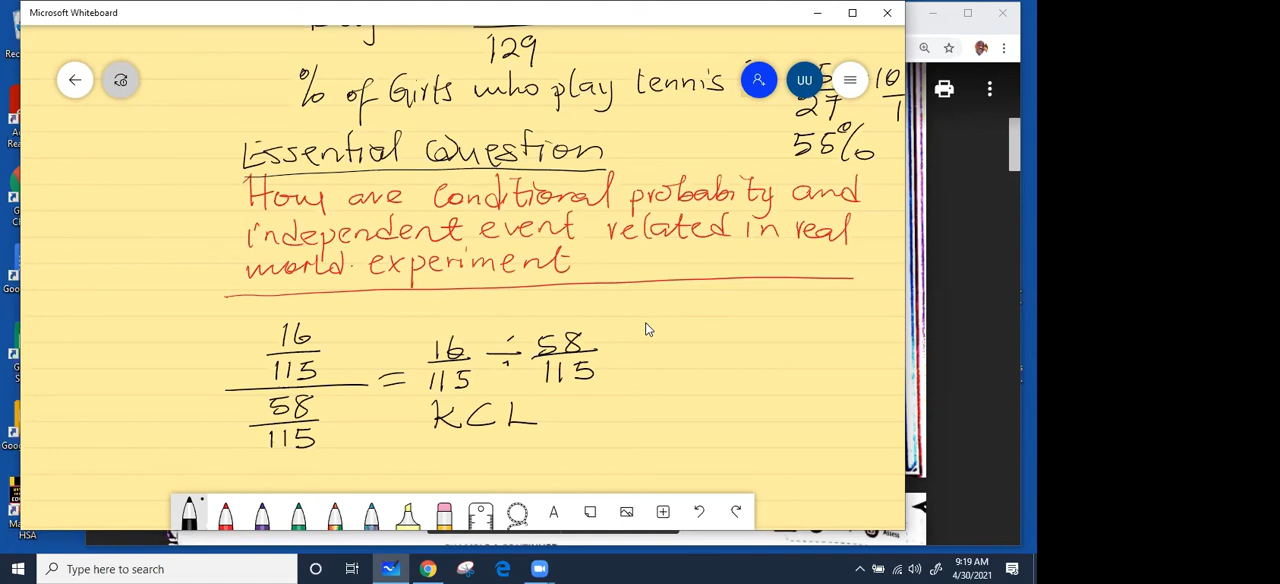 Microsoft Whiteboard
129
% of Girls who play tennis
27
55%
UU
Essential Question
How are conditional probabity and
independent event related in real
world experiment
16
115
58
115
=
16
115
÷
58
115
KCL
A
HSA
Type here to search
9:19 AM
4/30/2021